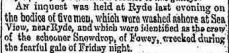 AN inquest was held at Ryde last evening on
the bodies of five men, which were washed ashore at Sea
View, near Ryde, and which were identified as the crew
of the schooner Snowdrop, of Fowey, wrecked during
the fearful gale of Friday night.